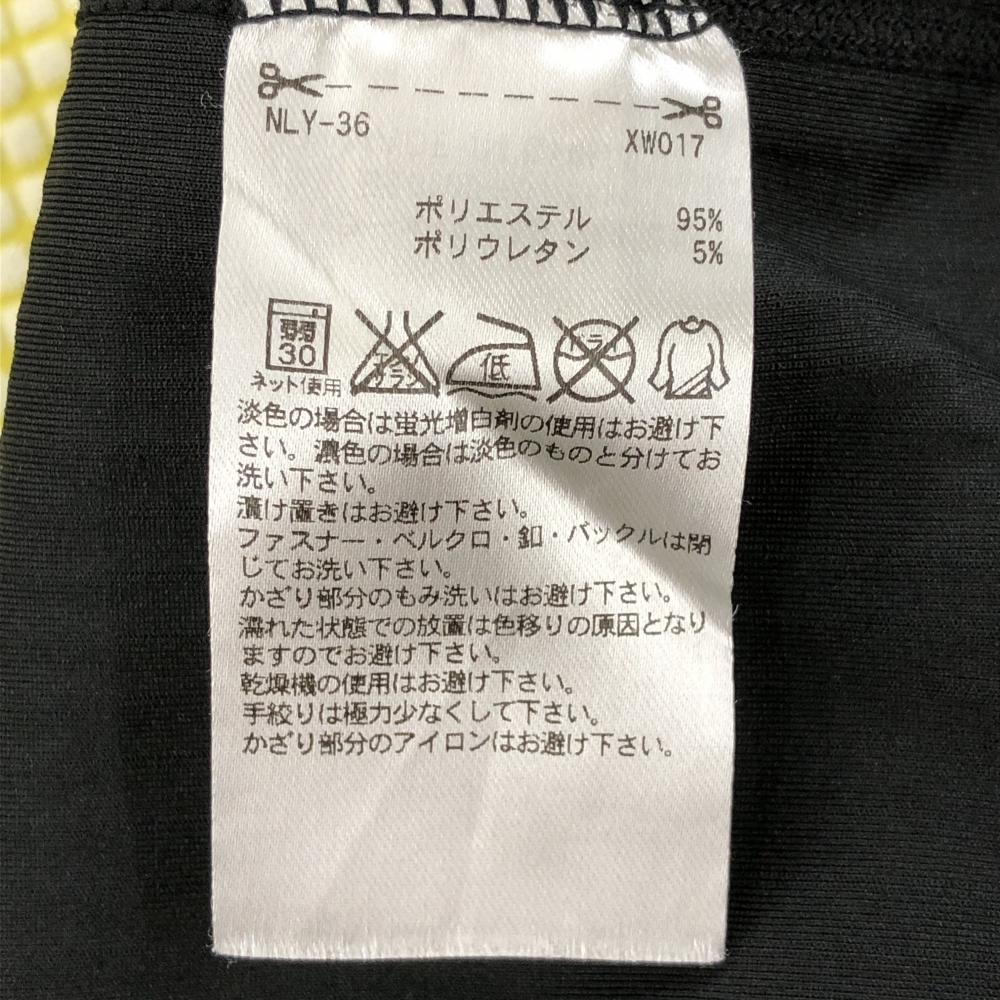 NLY-36
XW017
ポリエステル 95%
ポリウレタン 5%
弱
30
ネット使用
エンソ
サラシ
低
ドライ
淡色の場合は蛍光増白剤の使用はお避け下
さい。濃色の場合は淡色のものと分けてお
洗い下さい。
漬け置きはお避け下さい。
ファスナー・ベルクロ・釦・バックルは閉
じてお洗い下さい。
かざり部分のもみ洗いはお避け下さい。
濡れた状態での放置は色移りの原因となり
ますのでお避け下さい。
乾燥機の使用はお避け下さい。
手絞りは極力少なくして下さい。
かざり部分のアイロンはお避け下さい。